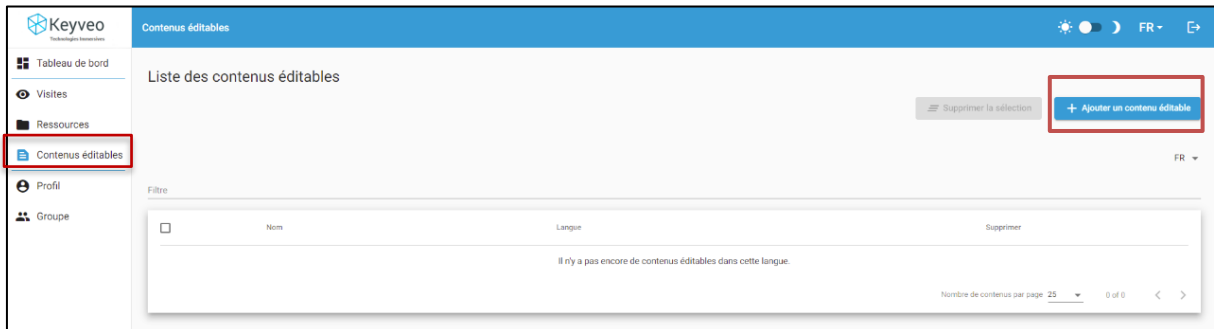 Keyveo
Technologies Immersives
Contenus éditables
FR
Tableau de bord
Visites
Ressources
Contenus éditables
Profil
Groupe
Liste des contenus éditables
Supprimer la sélection
+ Ajouter un contenu éditable
FR
Filtre
Nom Langue Supprimer
Il n'y a pas encore de contenus éditables dans cette langue.
Nombre de contenus par page 25 0 of 0